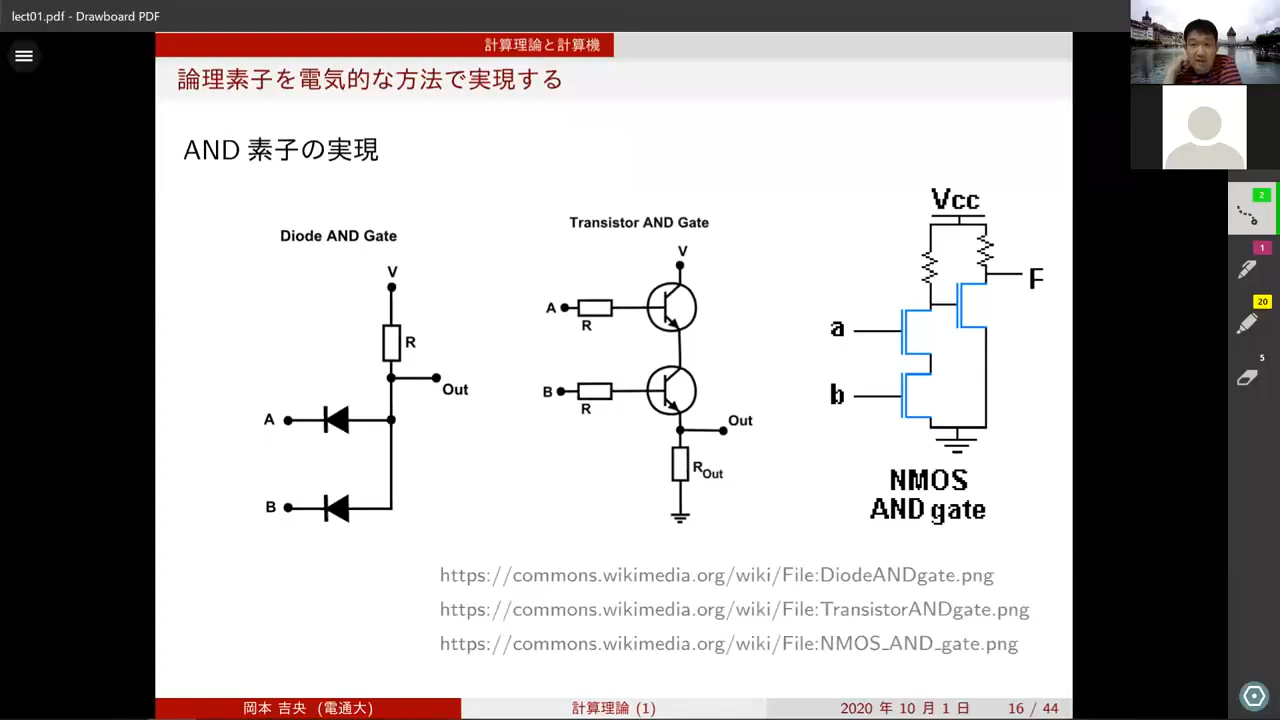 lect01.pdf - Drawboard PDF
計算理論と計算機
論理素子を電気的な方法で実現する
AND 素子の実現
Diode AND Gate
V
R
Out
A
B
Transistor AND Gate
V
A
R
B
R
Out
ROut
Vcc
F
a
b
NMOS
AND gate
https://commons.wikimedia.org/wiki/File:DiodeANDgate.png
https://commons.wikimedia.org/wiki/File:TransistorANDgate.png
https://commons.wikimedia.org/wiki/File:NMOS_AND_gate.png
岡本 吉央 (電通大)
計算理論 (1)
2020 年 10 月 1 日
16 / 44
2
1
20
5